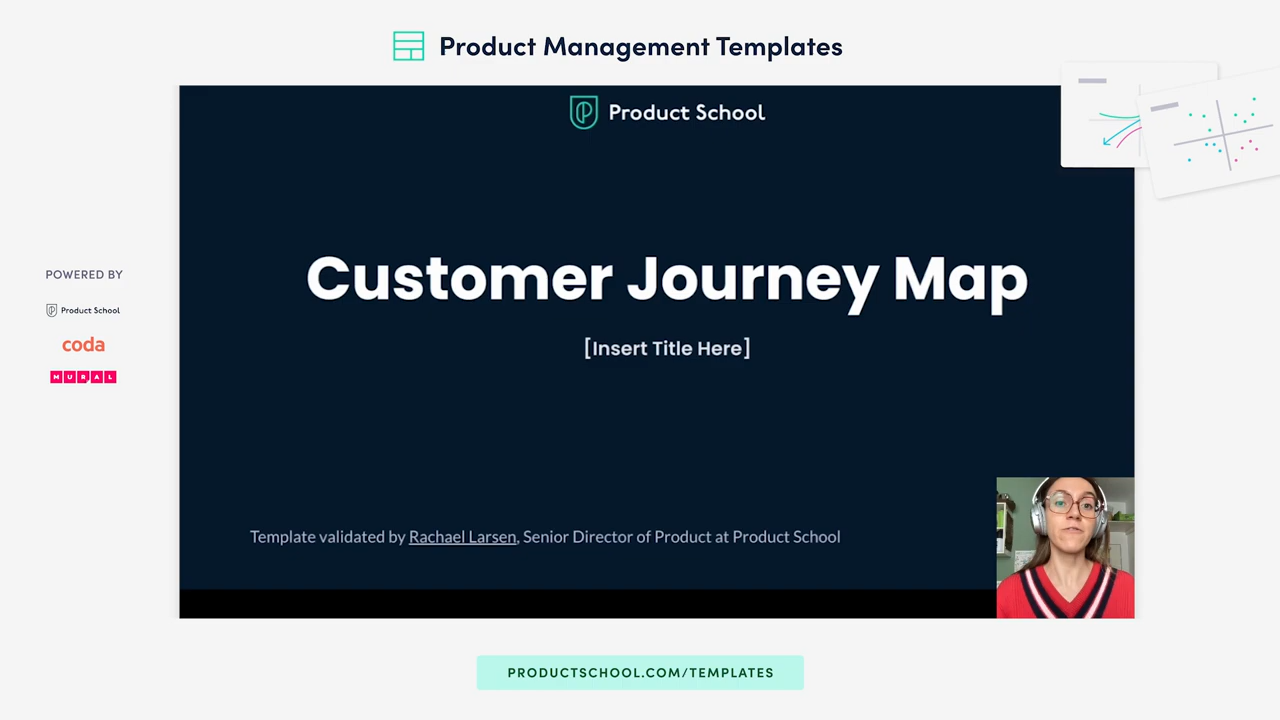 Product Management Templates
Product School
Customer Journey Map
[Insert Title Here]
Template validated by Rachael Larsen, Senior Director of Product at Product School
POWERED BY
Product School
coda
MURAL
PRODUCTSCHOOL.COM/TEMPLATES